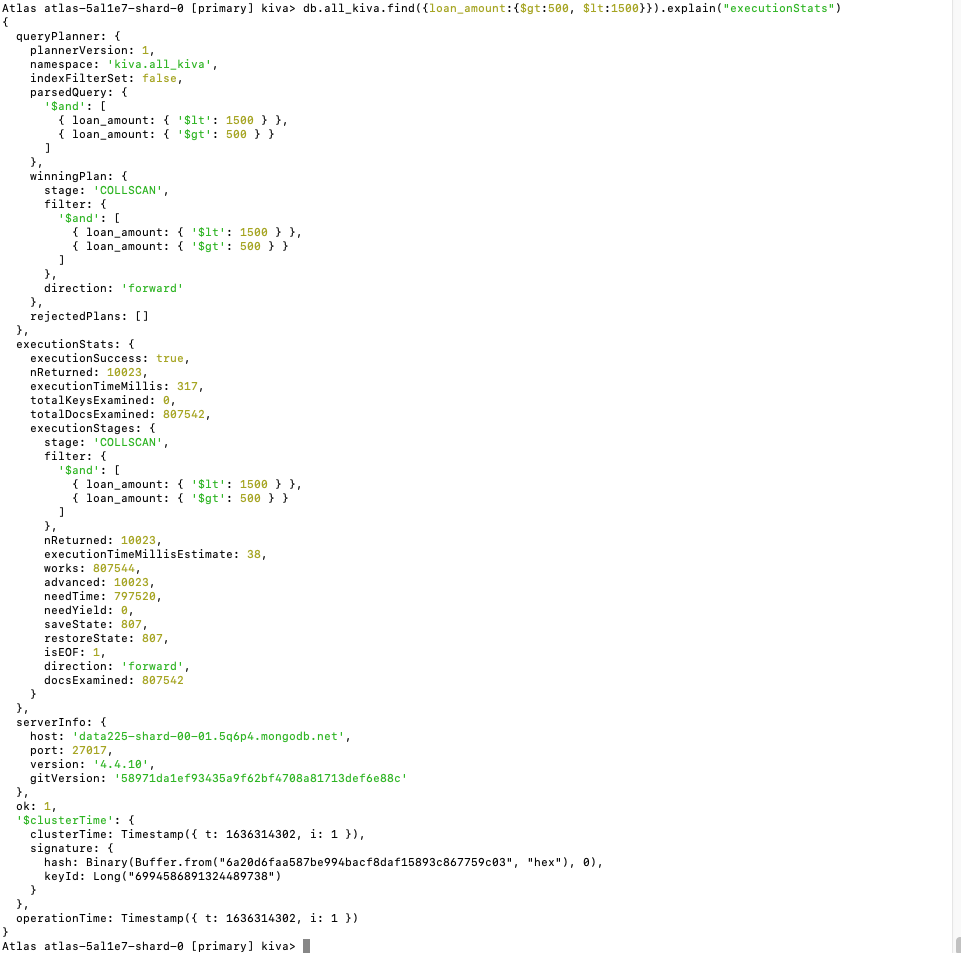 Atlas atlas-5al1e7-shard-0 [primary] kiva> db.all_kiva.find({loan_amount:{$gt:500, $lt:1500}}).explain("executionStats")
{
  queryPlanner: {
    plannerVersion: 1,
    namespace: 'kiva.all_kiva',
    indexFilterSet: false,
    parsedQuery: {
      '$and': [
        { loan_amount: { '$lt': 1500 } },
        { loan_amount: { '$gt': 500 } }
      ]
    },
    winningPlan: {
      stage: 'COLLSCAN',
      filter: {
        '$and': [
          { loan_amount: { '$lt': 1500 } },
          { loan_amount: { '$gt': 500 } }
        ]
      },
      direction: 'forward'
    },
    rejectedPlans: []
  },
  executionStats: {
    executionSuccess: true,
    nReturned: 10023,
    executionTimeMillis: 317,
    totalKeysExamined: 0,
    totalDocsExamined: 807542,
    executionStages: {
      stage: 'COLLSCAN',
      filter: {
        '$and': [
          { loan_amount: { '$lt': 1500 } },
          { loan_amount: { '$gt': 500 } }
        ]
      },
      nReturned: 10023,
      executionTimeMillisEstimate: 38,
      works: 807544,
      advanced: 10023,
      needTime: 797520,
      needYield: 0,
      saveState: 807,
      restoreState: 807,
      isEOF: 1,
      direction: 'forward',
      docsExamined: 807542
    }
  },
  serverInfo: {
    host: 'data225-shard-00-01.5q6p4.mongodb.net',
    port: 27017,
    version: '4.4.10',
    gitVersion: '58971da1ef93435a9f62bf4708a81713def6e88c'
  },
  ok: 1,
  '$clusterTime': {
    clusterTime: Timestamp({ t: 1636314302, i: 1 }),
    signature: {
      hash: Binary(Buffer.from("6a20d6faa587be994bacf8daf15893c867759c03", "hex"), 0),
      keyId: Long("6994586891324489738")
    }
  },
  operationTime: Timestamp({ t: 1636314302, i: 1 })
}
Atlas atlas-5al1e7-shard-0 [primary] kiva>